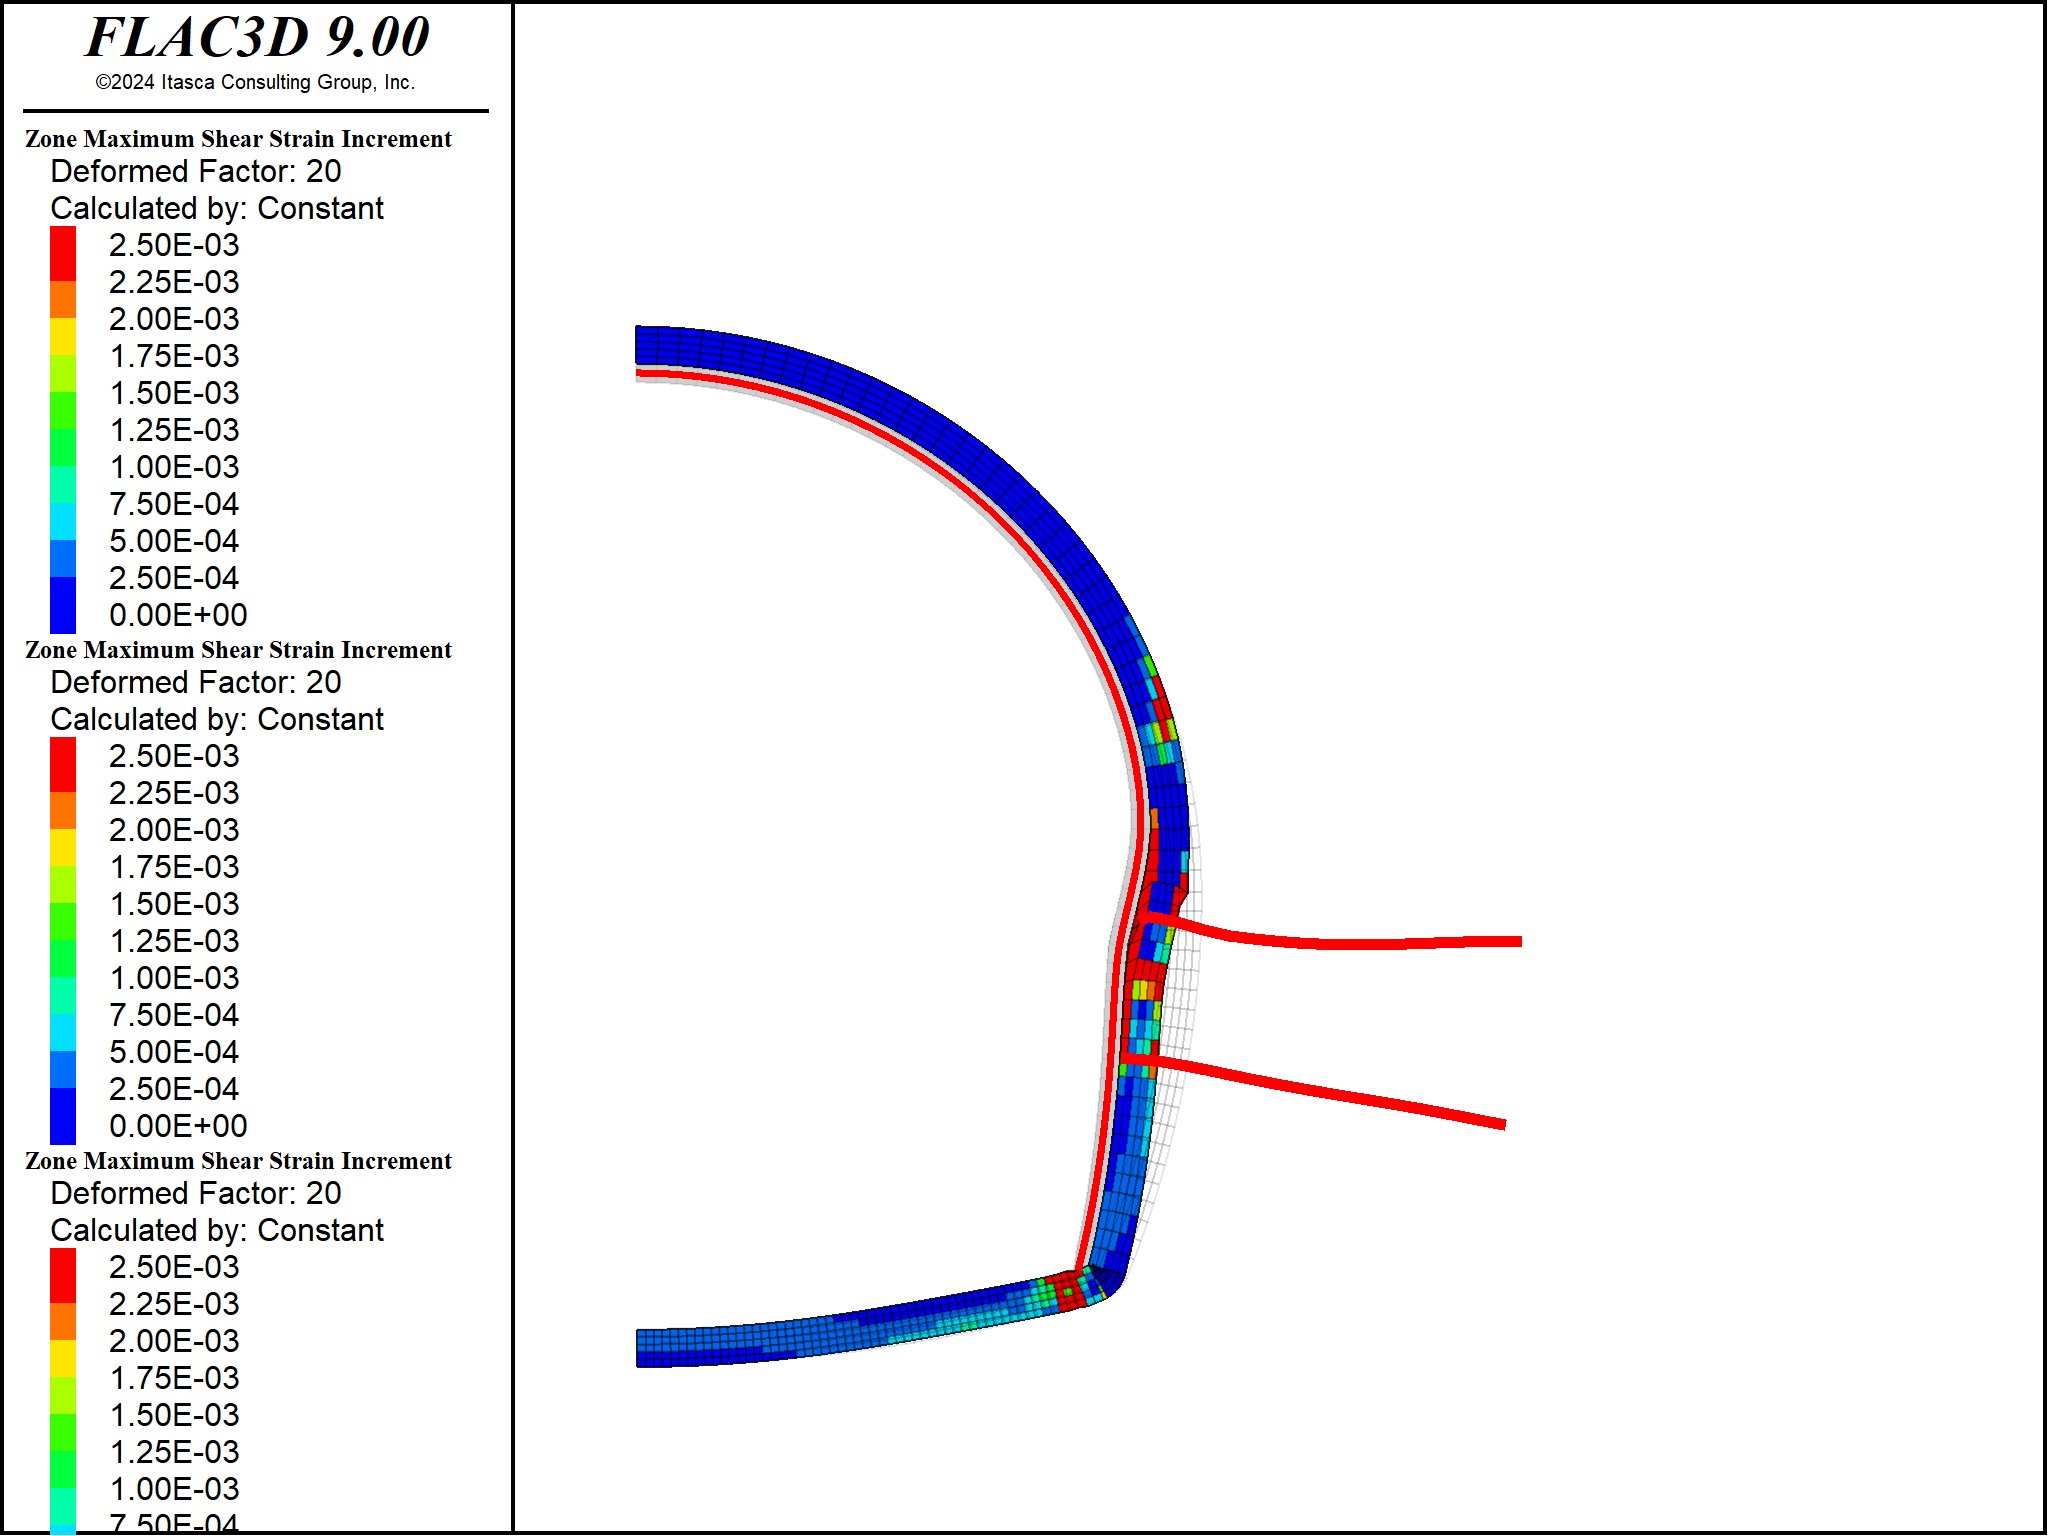 FLAC3D 9.00
©2024 Itasca Consulting Group, Inc.
Zone Maximum Shear Strain Increment
Deformed Factor: 20
Calculated by: Constant
2.50E-03
2.25E-03
2.00E-03
1.75E-03
1.50E-03
1.25E-03
1.00E-03
7.50E-04
5.00E-04
2.50E-04
0.00E+00
Zone Maximum Shear Strain Increment
Deformed Factor: 20
Calculated by: Constant
2.50E-03
2.25E-03
2.00E-03
1.75E-03
1.50E-03
1.25E-03
1.00E-03
7.50E-04
5.00E-04
2.50E-04
0.00E+00
Zone Maximum Shear Strain Increment
Deformed Factor: 20
Calculated by: Constant
2.50E-03
2.25E-03
2.00E-03
1.75E-03
1.50E-03
1.25E-03
1.00E-03
7.50E-04